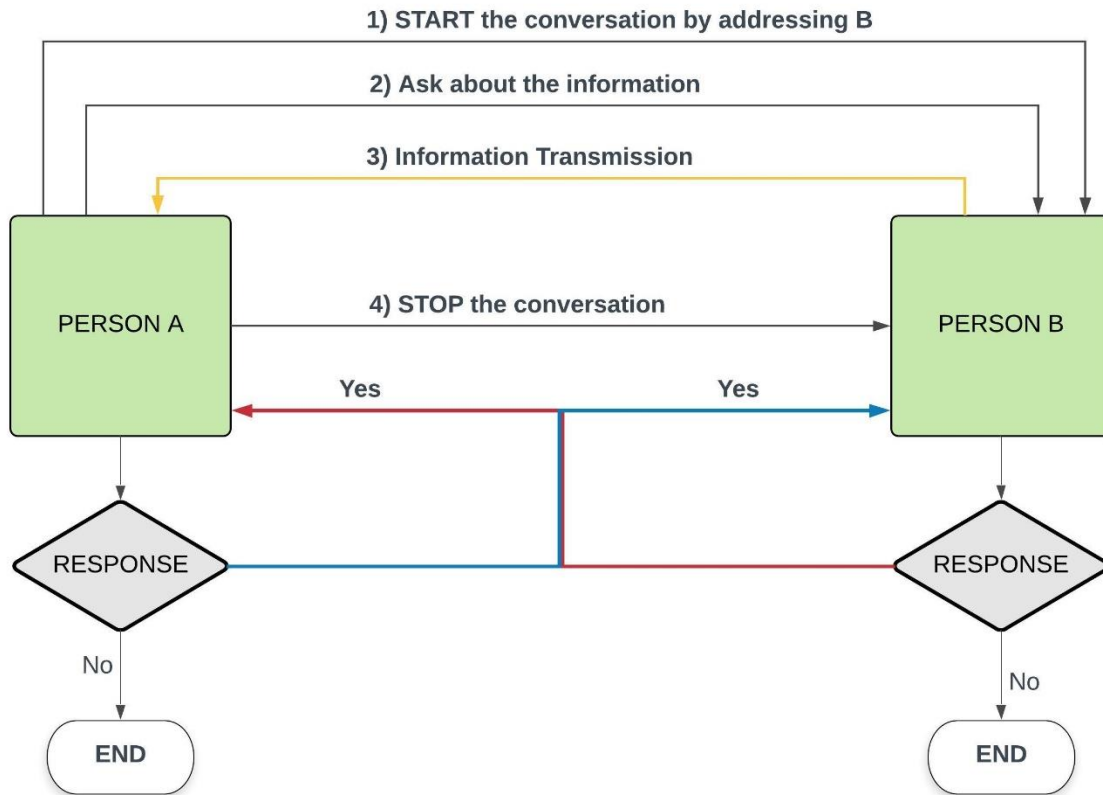 1) START the conversation by addressing B
2) Ask about the information
3) Information Transmission
PERSON A
4) STOP the conversation
PERSON B
Yes
Yes
RESPONSE
RESPONSE
No
No
END
END